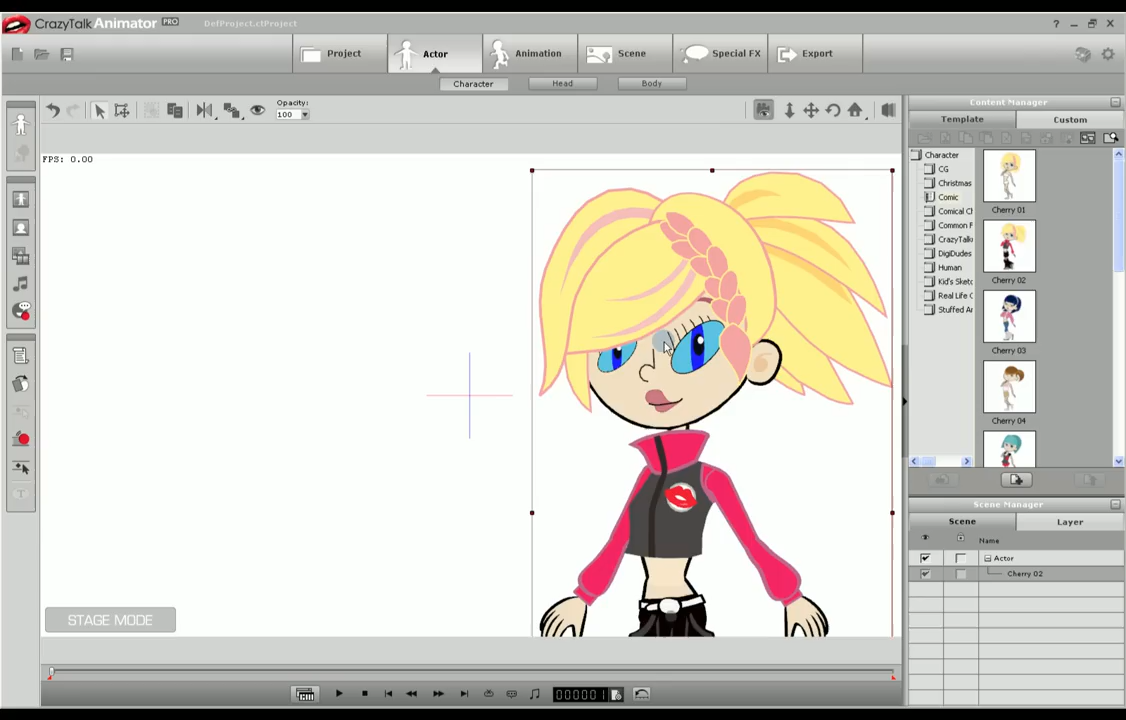 CrazyTalk Animator PRO
DefProject.ctProject
Project
Actor
Animation
Scene
Special FX
Export
Character
Head
Body
Opacity:
100
FPS: 0.00
STAGE MODE
000001
Content Manager
Template
Custom
Character
CG
Christmas
Comic
Comical Cl
Common F
CrazyTalk
DigiDudes
Human
Kid's Sketc
Real Life C
Stuffed An
Cherry 01
Cherry 02
Cherry 03
Cherry 04
Scene Manager
Scene
Layer
Name
Actor
Cherry 02